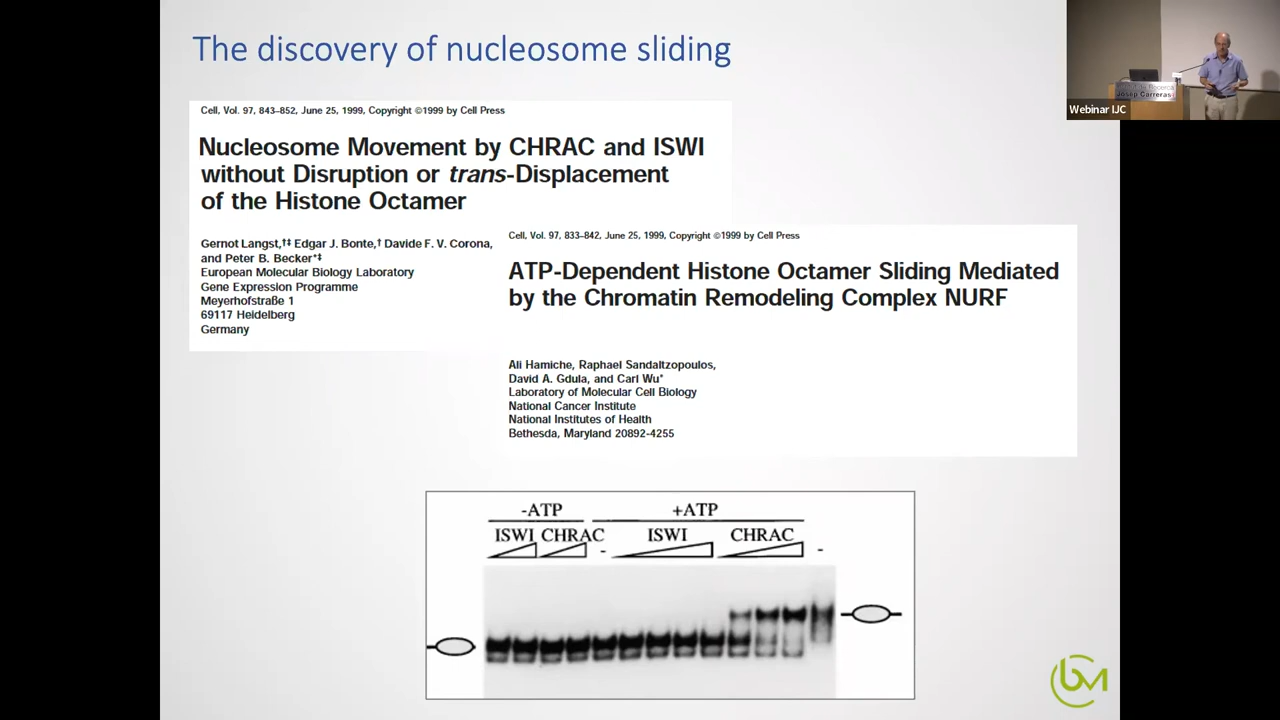 The discovery of nucleosome sliding
Cell, Vol. 97, 843–852, June 25, 1999, Copyright ©1999 by Cell Press
Nucleosome Movement by CHRAC and ISWI
without Disruption or trans-Displacement
of the Histone Octamer
Gernot Langst,†‡ Edgar J. Bonte,† Davide F. V. Corona,
and Peter B. Becker*‡
European Molecular Biology Laboratory
Gene Expression Programme
Meyerhofstraße 1
69117 Heidelberg
Germany
Cell, Vol. 97, 833–842, June 25, 1999, Copyright ©1999 by Cell Press
ATP-Dependent Histone Octamer Sliding Mediated
by the Chromatin Remodeling Complex NURF
Ali Hamiche, Raphael Sandaltzopoulos,
David A. Gdula, and Carl Wu*
Laboratory of Molecular Cell Biology
National Cancer Institute
National Institutes of Health
Bethesda, Maryland 20892-4255
-ATP +ATP
ISWI CHRAC - ISWI CHRAC -
Recerca
Josep Carreras
Webinar IJC